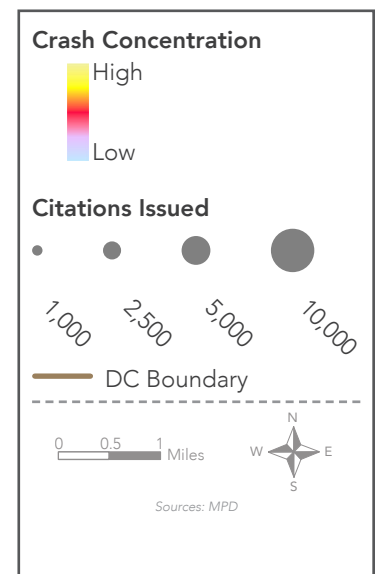 Crash Concentration
High
Low
Citations Issued
1,000 2,500 5,000 10,000
DC Boundary
0 0.5 1 Miles
N
W E
S
Sources: MPD